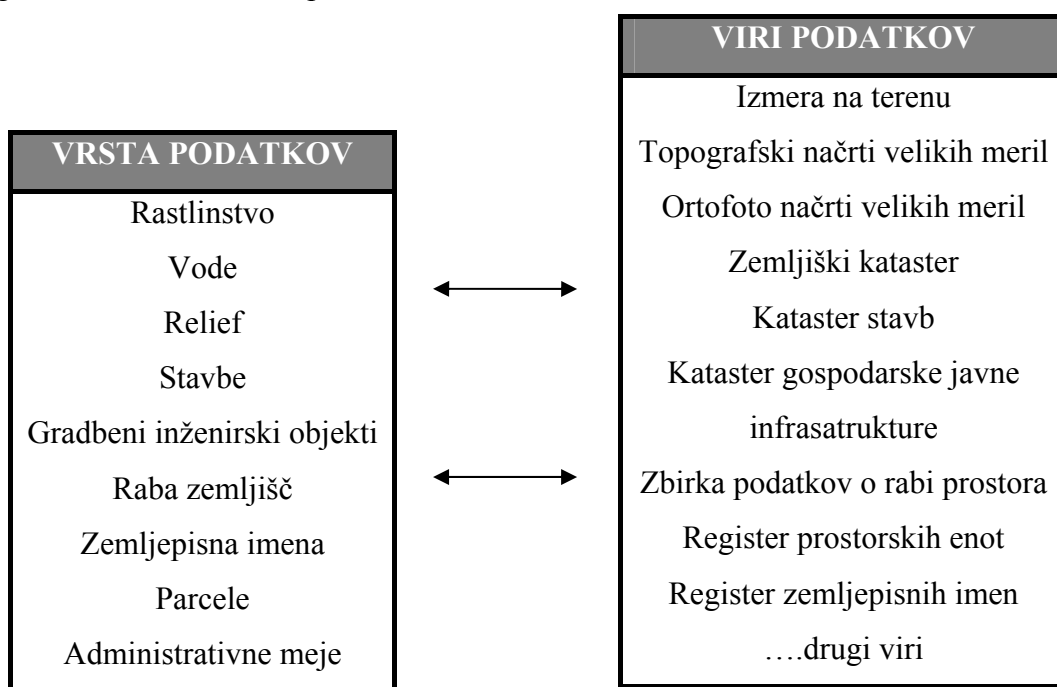 VRSTA PODATKOV
Rastlinstvo
Vode
Relief
Stavbe
Gradbeni inženirski objekti
Raba zemljišč
Zemljepisna imena
Parcele
Administrativne meje
VIRI PODATKOV
Izmera na terenu
Topografski načrti velikih meril
Ortofoto načrti velikih meril
Zemljiški kataster
Kataster stavb
Kataster gospodarske javne
infrasatrukture
Zbirka podatkov o rabi prostora
Register prostorskih enot
Register zemljepisnih imen
….drugi viri